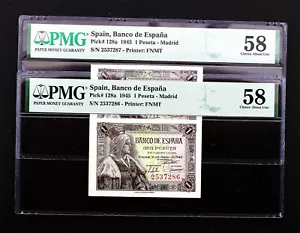 PMG
PAPER MONEY GUARANTY
Spain, Banco de España
Pick# 128a 1945 1 Peseta - Madrid
S/N 2537287 - Printer: FNMT
58
Choice About Unc
PMG
PAPER MONEY GUARANTY
Spain, Banco de España
Pick# 128a 1945 1 Peseta - Madrid
S/N 2537286 - Printer: FNMT
58
Choice About Unc
BANCO DE ESPAÑA
UNA PESETA
2537286